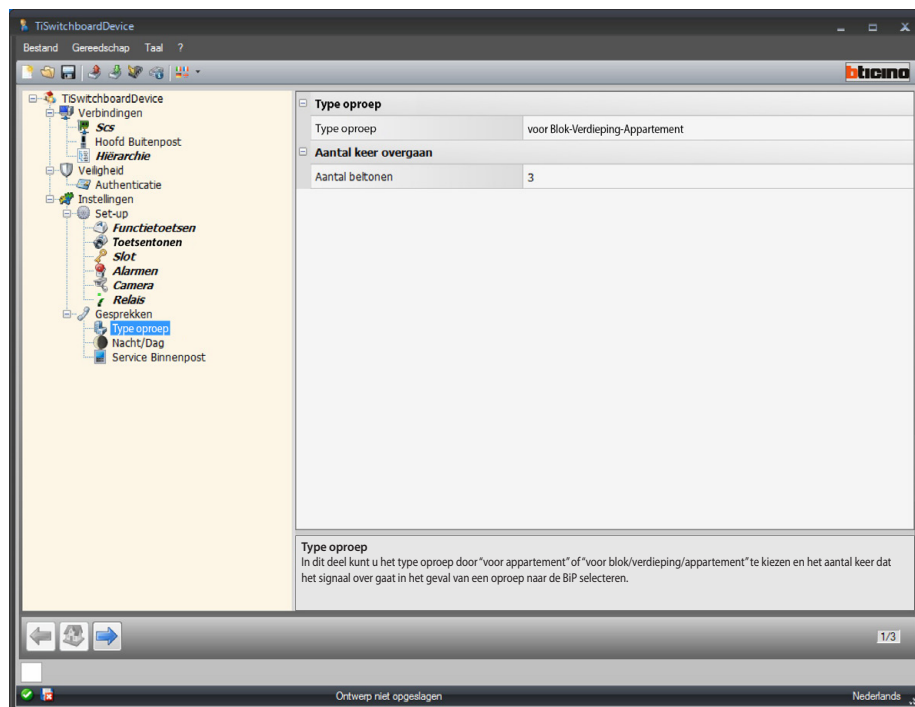 TiSwitchboardDevice
Bestand Gereedschap Taal ?
bticino
TiSwitchboardDevice
Verbindingen
Scs
Hoofd Buitenpost
Hiërarchie
Veiligheid
Authenticatie
Instellingen
Set-up
Functietoetsen
Toetsentonen
Slot
Alarmen
Camera
Relais
Gesprekken
Type oproep
Nacht/Dag
Service Binnenpost
Type oproep
Type oproep voor Blok-Verdieping-Appartement
Aantal keer overgaan
Aantal beltonen 3
Type oproep
In dit deel kunt u het type oproep door “voor appartement” of “voor blok/verdieping/appartement” te kiezen en het aantal keer dat
het signaal over gaat in het geval van een oproep naar de BiP selecteren.
1/3
Ontwerp niet opgeslagen Nederlands